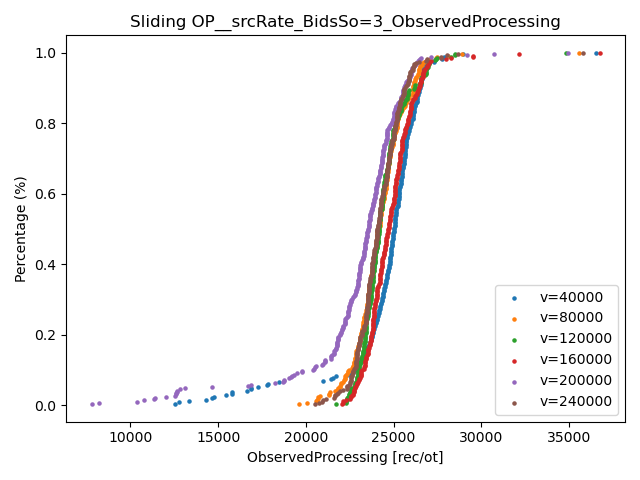 Sliding OP__srcRate_BidsSo=3_ObservedProcessing
1.0
0.8
0.6
0.4
0.2
0.0
Percentage (%)
v=40000
v=80000
v=120000
v=160000
v=200000
v=240000
10000 15000 20000 25000 30000 35000
ObservedProcessing [rec/ot]